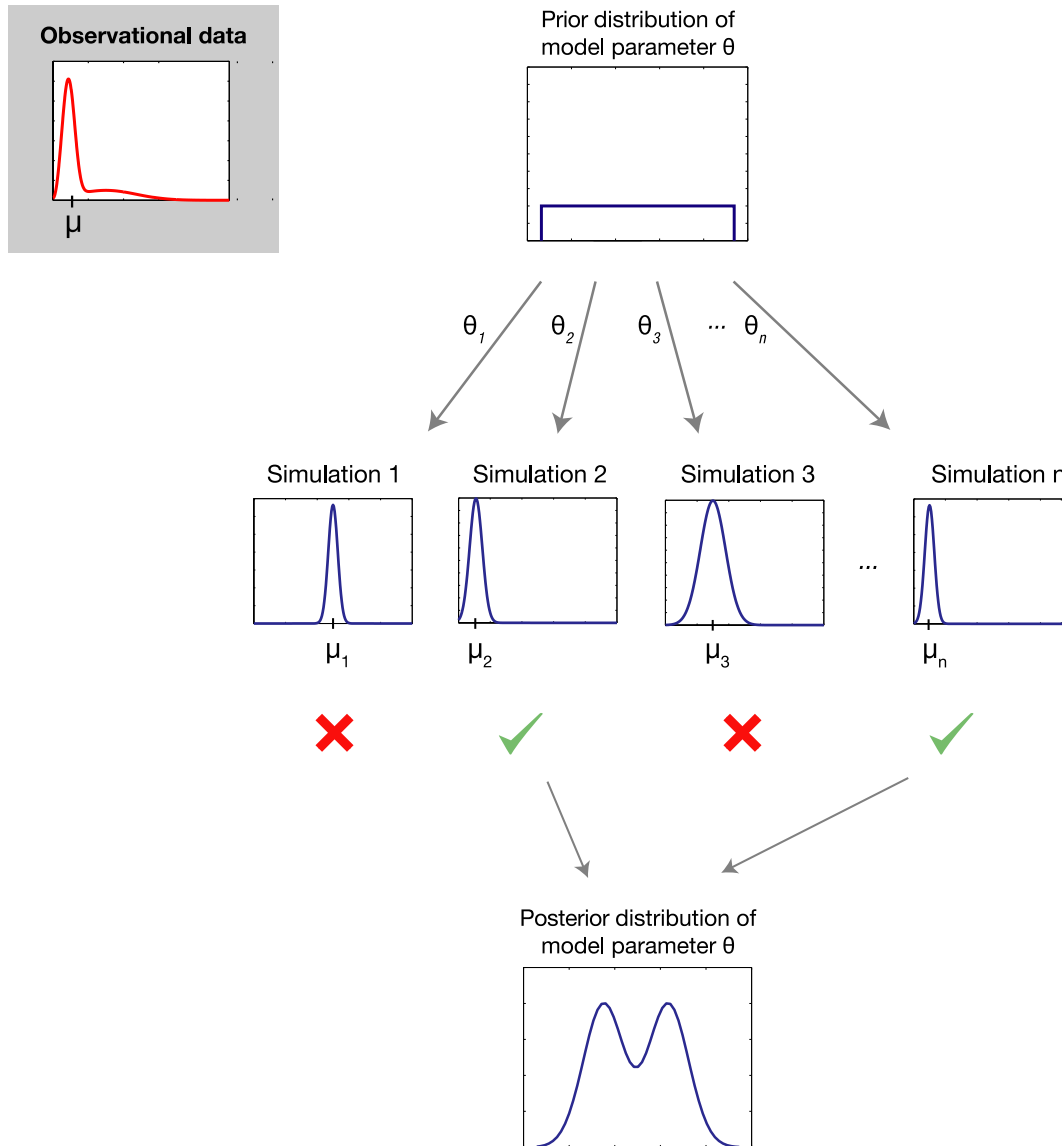 Observational data
μ
Prior distribution of
model parameter θ
θ1
θ2
θ3
... θn
Simulation 1
Simulation 2
Simulation 3
Simulation n
...
μ1
μ2
μ3
μn
Posterior distribution of
model parameter θ